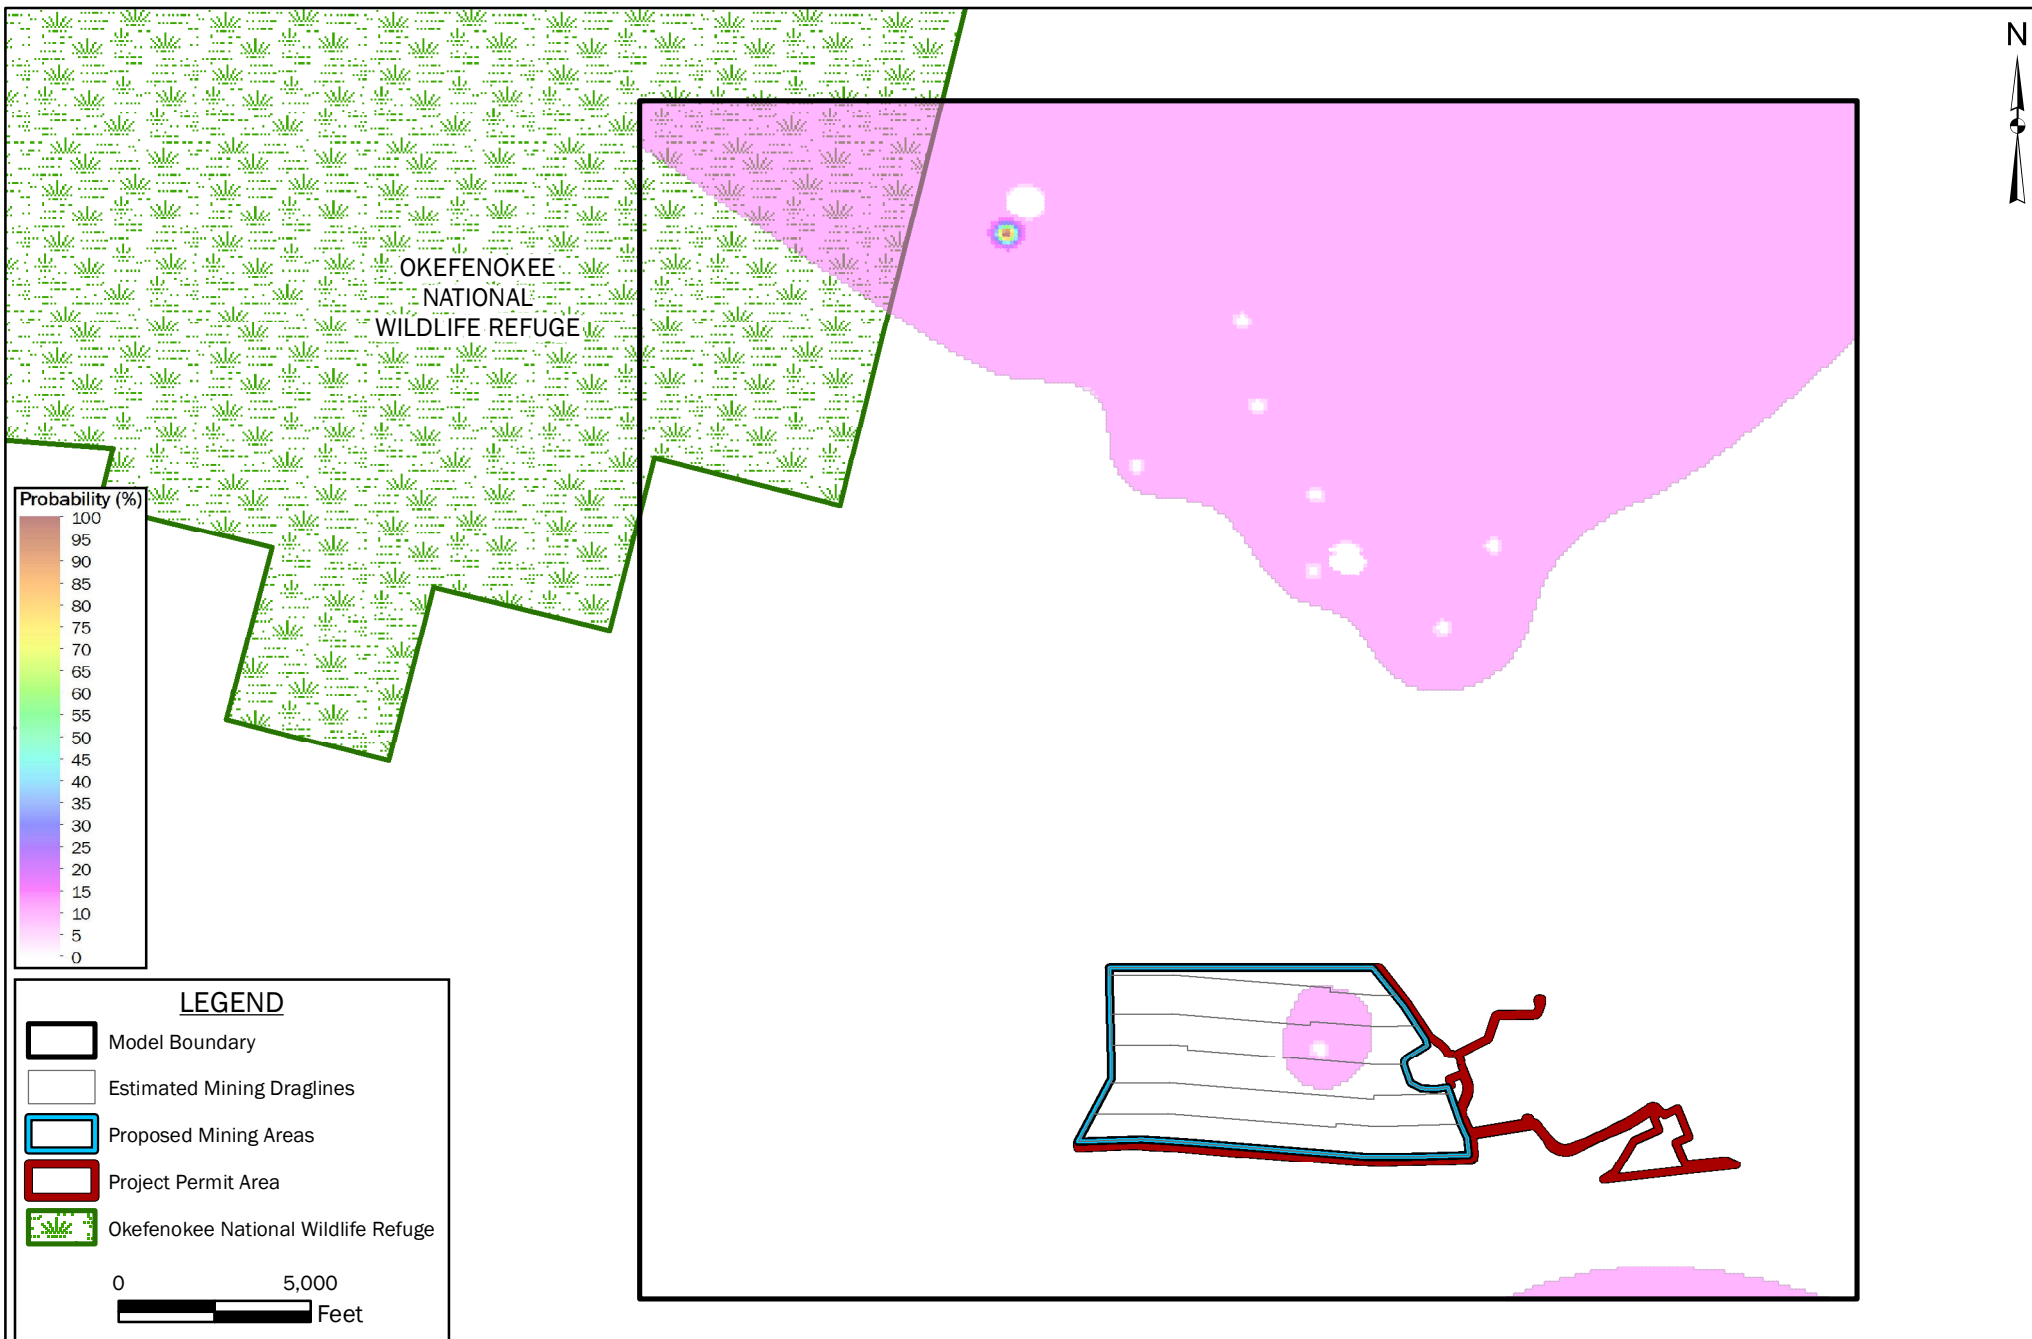 N
OKEFENOKEE
NATIONAL
WILDLIFE REFUGE
Probability (%)
100
95
90
85
80
75
70
65
60
55
50
45
40
35
30
25
20
15
10
5
0
LEGEND
Model Boundary
Estimated Mining Draglines
Proposed Mining Areas
Project Permit Area
Okefenokee National Wildlife Refuge
0 5,000
Feet